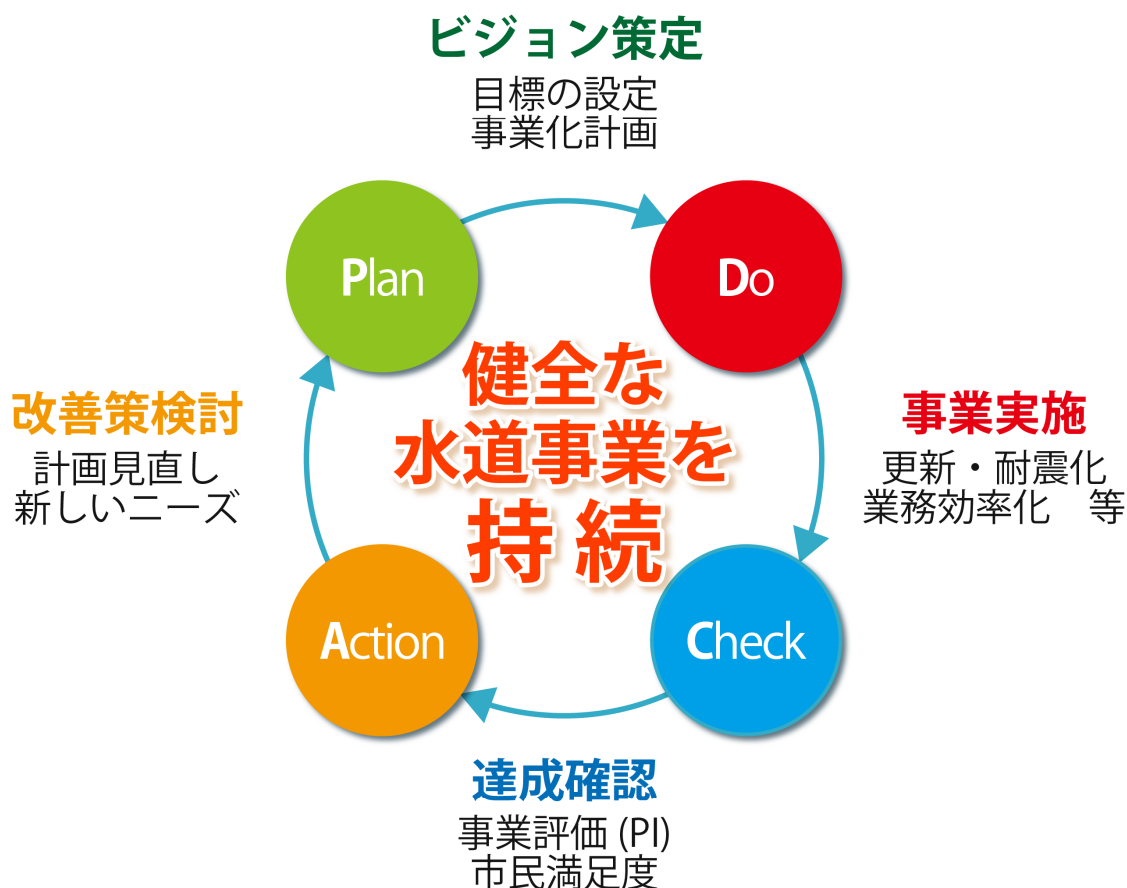 ビジョン策定
目標の設定
事業化計画
Plan
Do
健全な
水道事業を
持続
改善策検討
計画見直し
新しいニーズ
事業実施
更新・耐震化
業務効率化　等
Action
Check
達成確認
事業評価 (PI)
市民満足度